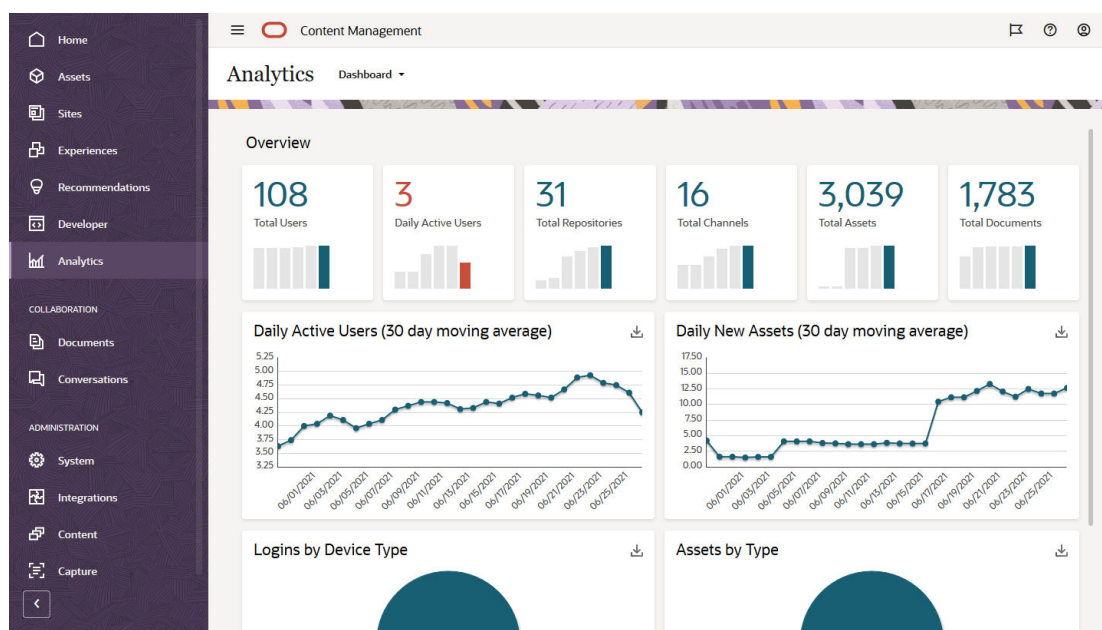 Home
Assets
Sites
Experiences
Recommendations
Developer
Analytics
COLLABORATION
Documents
Conversations
ADMINISTRATION
System
Integrations
Content
Capture
Content Management
Analytics Dashboard
Overview
108
Total Users
3
Daily Active Users
31
Total Repositories
16
Total Channels
3,039
Total Assets
1,783
Total Documents
Daily Active Users (30 day moving average)
5.25
5.00
4.75
4.50
4.25
4.00
3.75
3.50
3.25
06/01/2021
06/03/2021
06/05/2021
06/07/2021
06/09/2021
06/11/2021
06/13/2021
06/15/2021
06/17/2021
06/19/2021
06/21/2021
06/23/2021
06/25/2021
Daily New Assets (30 day moving average)
17.50
15.00
12.50
10.00
7.50
5.00
2.50
0.00
06/01/2021
06/03/2021
06/05/2021
06/07/2021
06/09/2021
06/11/2021
06/13/2021
06/15/2021
06/17/2021
06/19/2021
06/21/2021
06/23/2021
06/25/2021
Logins by Device Type
Assets by Type